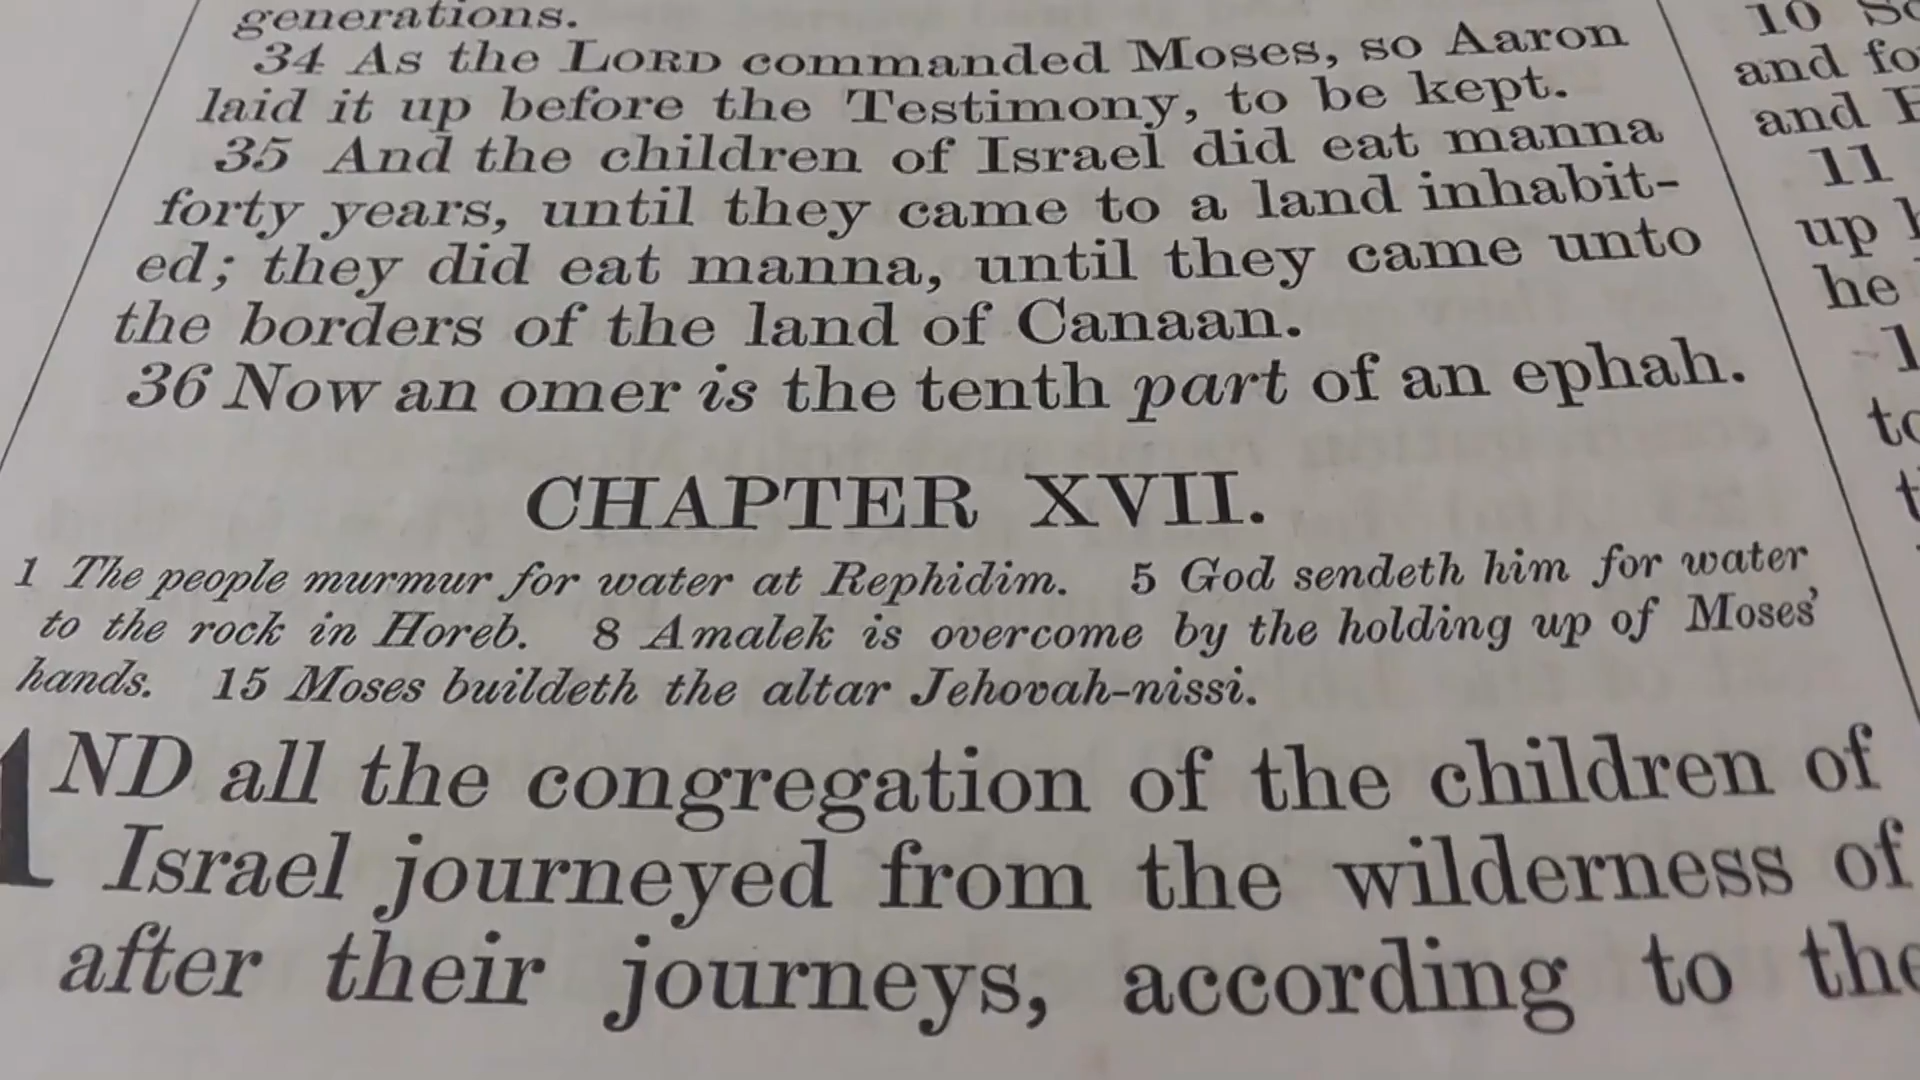 generations.
34 As the LORD commanded Moses, so Aaron
laid it up before the Testimony, to be kept.
35 And the children of Israel did eat manna
forty years, until they came to a land inhabit-
ed; they did eat manna, until they came unto
the borders of the land of Canaan.
36 Now an omer is the tenth part of an ephah.
CHAPTER XVII.
1 The people murmur for water at Rephidim. 5 God sendeth him for water
to the rock in Horeb. 8 Amalek is overcome by the holding up of Moses'
hands. 15 Moses buildeth the altar Jehovah-nissi.
AND all the congregation of the children of
Israel journeyed from the wilderness of
after their journeys, according to the
10
and
and
11
up
he